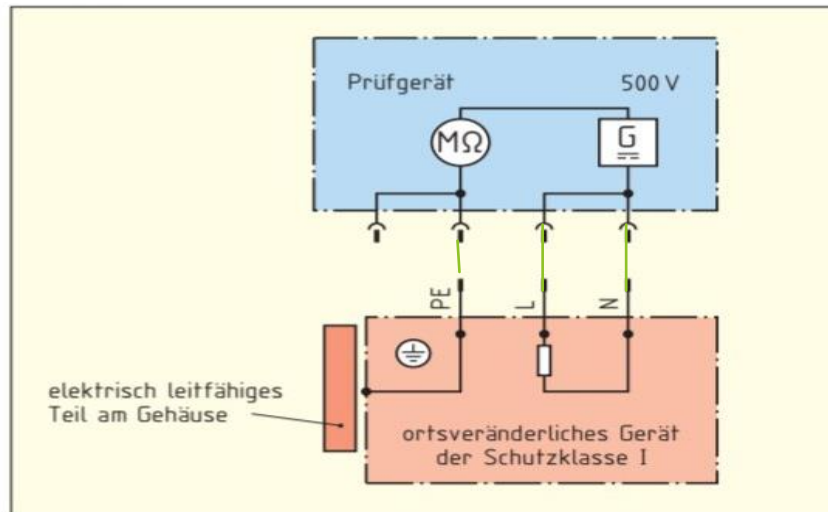 Prüfgerät
500 V
MΩ
G
PE
L
N
elektrisch leitfähiges
Teil am Gehäuse
ortsveränderliches Gerät
der Schutzklasse I